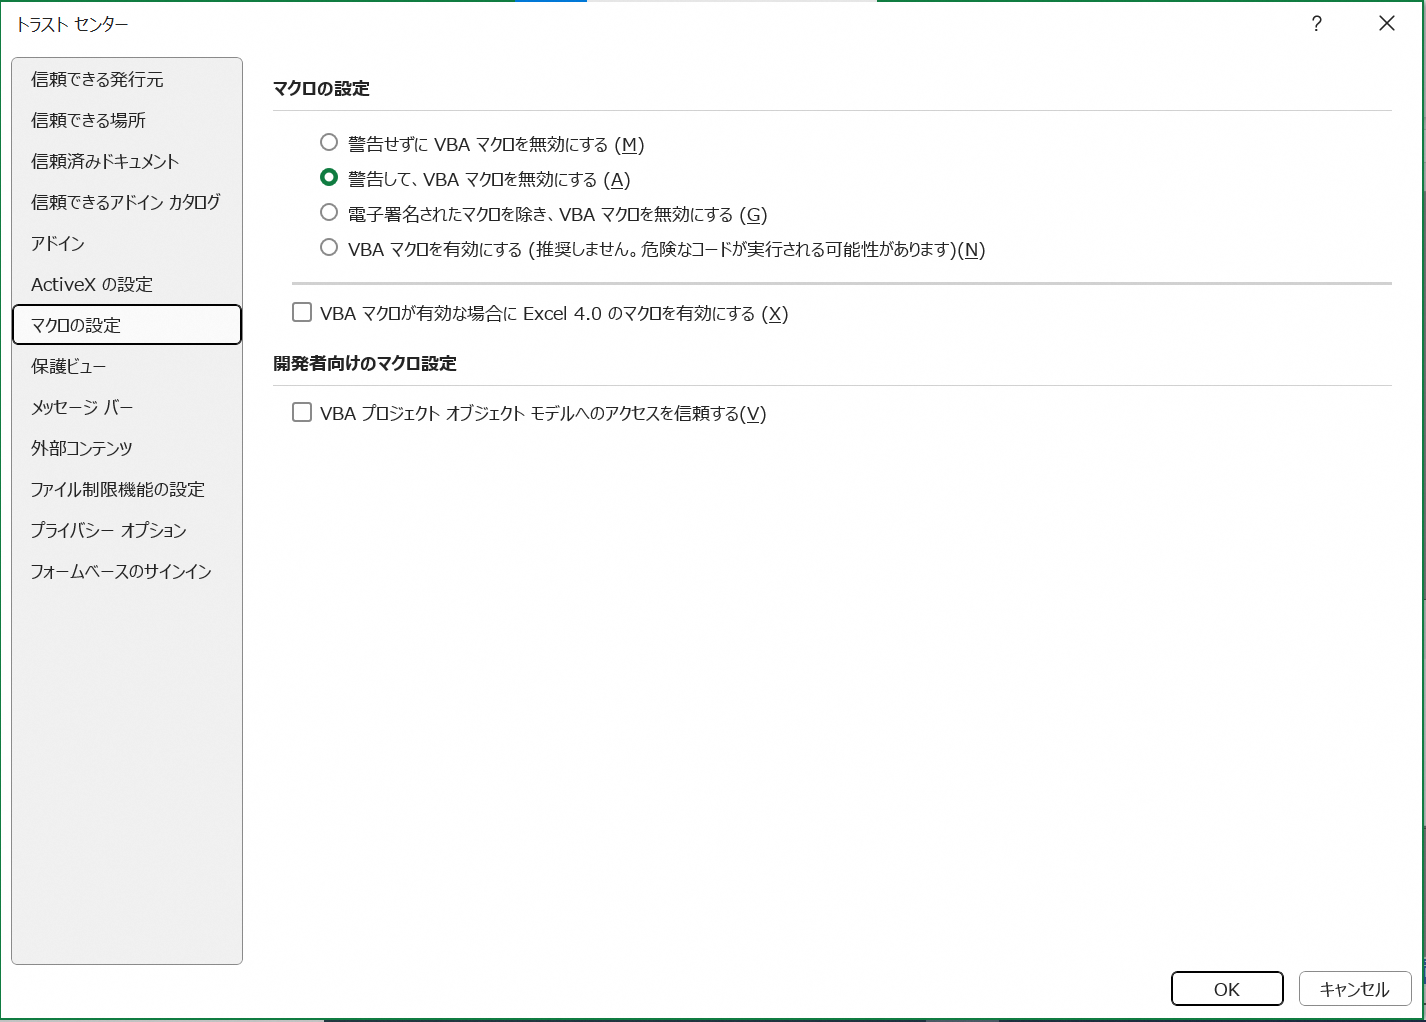 トラスト センター
?
信頼できる発行元
信頼できる場所
信頼済みドキュメント
信頼できるアドイン カタログ
アドイン
ActiveX の設定
マクロの設定
保護ビュー
メッセージ バー
外部コンテンツ
ファイル制限機能の設定
プライバシー オプション
フォームベースのサインイン
マクロの設定
警告せずに VBA マクロを無効にする (M)
警告して、VBA マクロを無効にする (A)
電子署名されたマクロを除き、VBA マクロを無効にする (G)
VBA マクロを有効にする (推奨しません。危険なコードが実行される可能性があります)(N)
VBA マクロが有効な場合に Excel 4.0 のマクロを有効にする (X)
開発者向けのマクロ設定
VBA プロジェクト オブジェクト モデルへのアクセスを信頼する(V)
OK
キャンセル